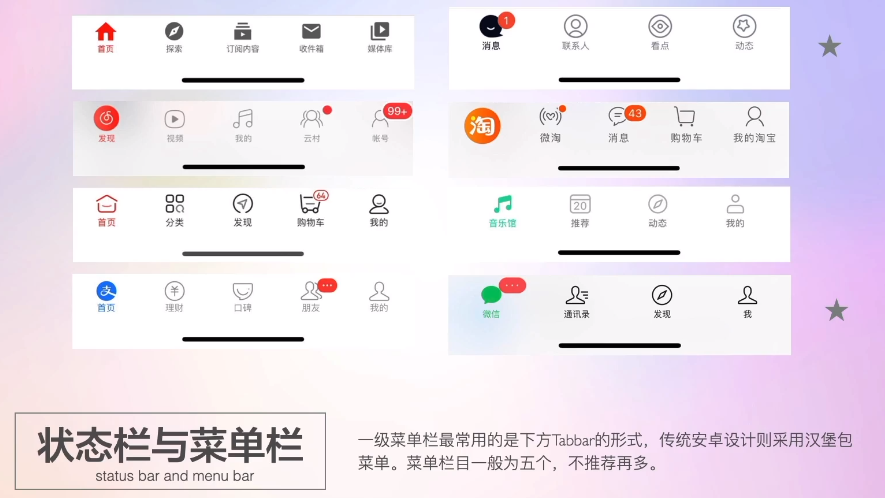 首页 探索 订阅内容 收件箱 媒体库
1
消息 联系人 看点 动态
99+
发现 视频 我的 云村 帐号
淘 43
微淘 消息 购物车 我的淘宝
64
首页 分类 发现 购物车 我的
20
音乐馆 推荐 动态 我的
支 ¥
首页 理财 口碑 朋友 我的
微信 通讯录 发现 我
状态栏与菜单栏
status bar and menu bar
一级菜单栏最常用的是下方Tabbar的形式，传统安卓设计则采用汉堡包
菜单。菜单栏目一般为五个，不推荐再多。